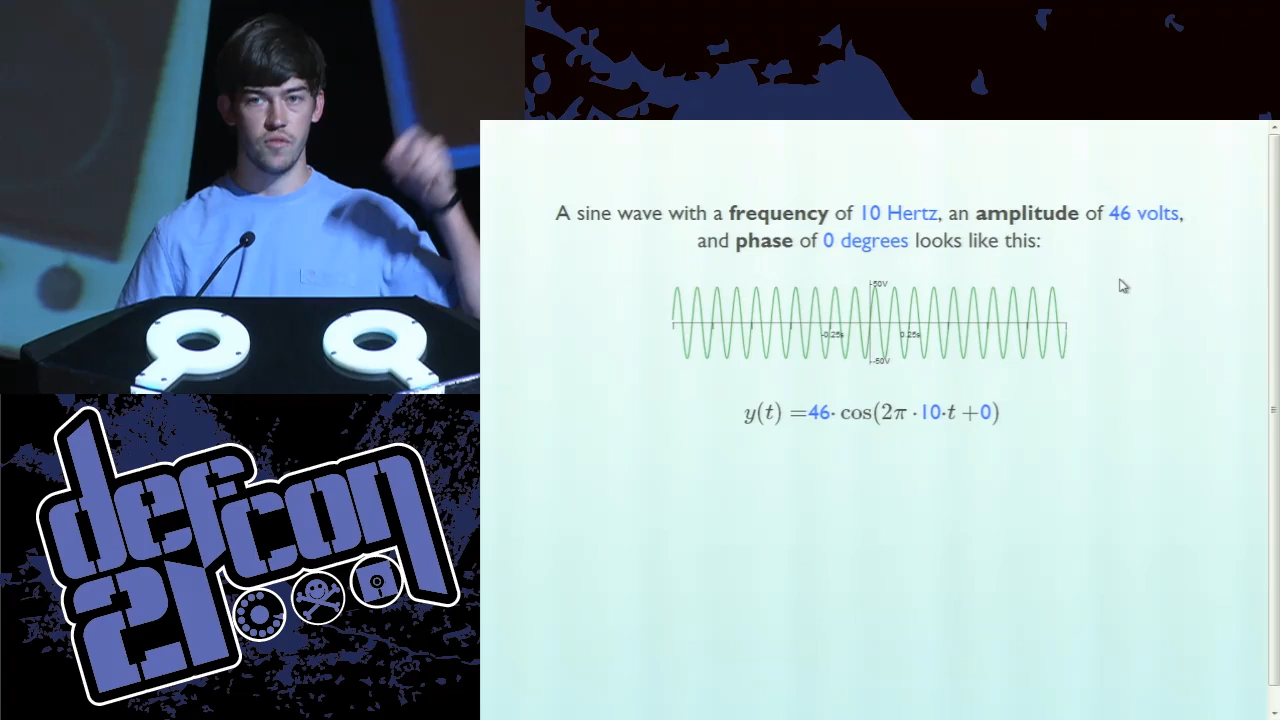 A sine wave with a frequency of 10 Hertz, an amplitude of 46 volts,
and phase of 0 degrees looks like this:
50V
-0.25s 0.25s
-50V
y(t) =46· cos(2π ·10·t +0)
defcon
21